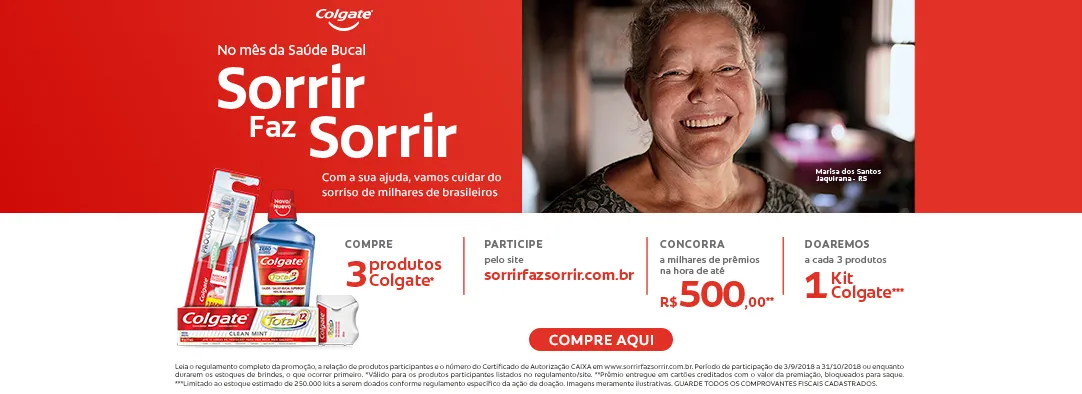 Colgate
No mês da Saúde Bucal
Sorrir
Faz
Sorrir
Com a sua ajuda, vamos cuidar do
sorriso de milhares de brasileiros
Marisa dos Santos
Jaquirana - RS
Novo!
Nuevo
ZERO
Colgate
Total 12
Colgate
Colgate
Total 12
CLEAN MINT
Colgate
COMPRE
3 produtos
Colgate*
PARTICIPE
pelo site
sorrirfazsorrir.com.br
CONCORRA
a milhares de prêmios
na hora de até
R$ 500,00**
DOAREMOS
a cada 3 produtos
1 Kit
Colgate***
COMPRE AQUI
Leia o regulamento completo da promoção, a relação de produtos participantes e o número do Certificado de Autorização CAIXA em www.sorrirfazsorrir.com.br. Período de participação de 3/9/2018 a 31/10/2018 ou enquanto
durarem os estoques de brindes, o que ocorrer primeiro. *Válido para os produtos participantes listados no regulamento/site. **Prêmio entregue em cartões creditados com o valor da premiação, bloqueados para saque.
***Limitado ao estoque estimado de 250.000 kits a serem doados conforme regulamento específico da ação de doação. Imagens meramente ilustrativas. GUARDE TODOS OS COMPROVANTES FISCAIS CADASTRADOS.